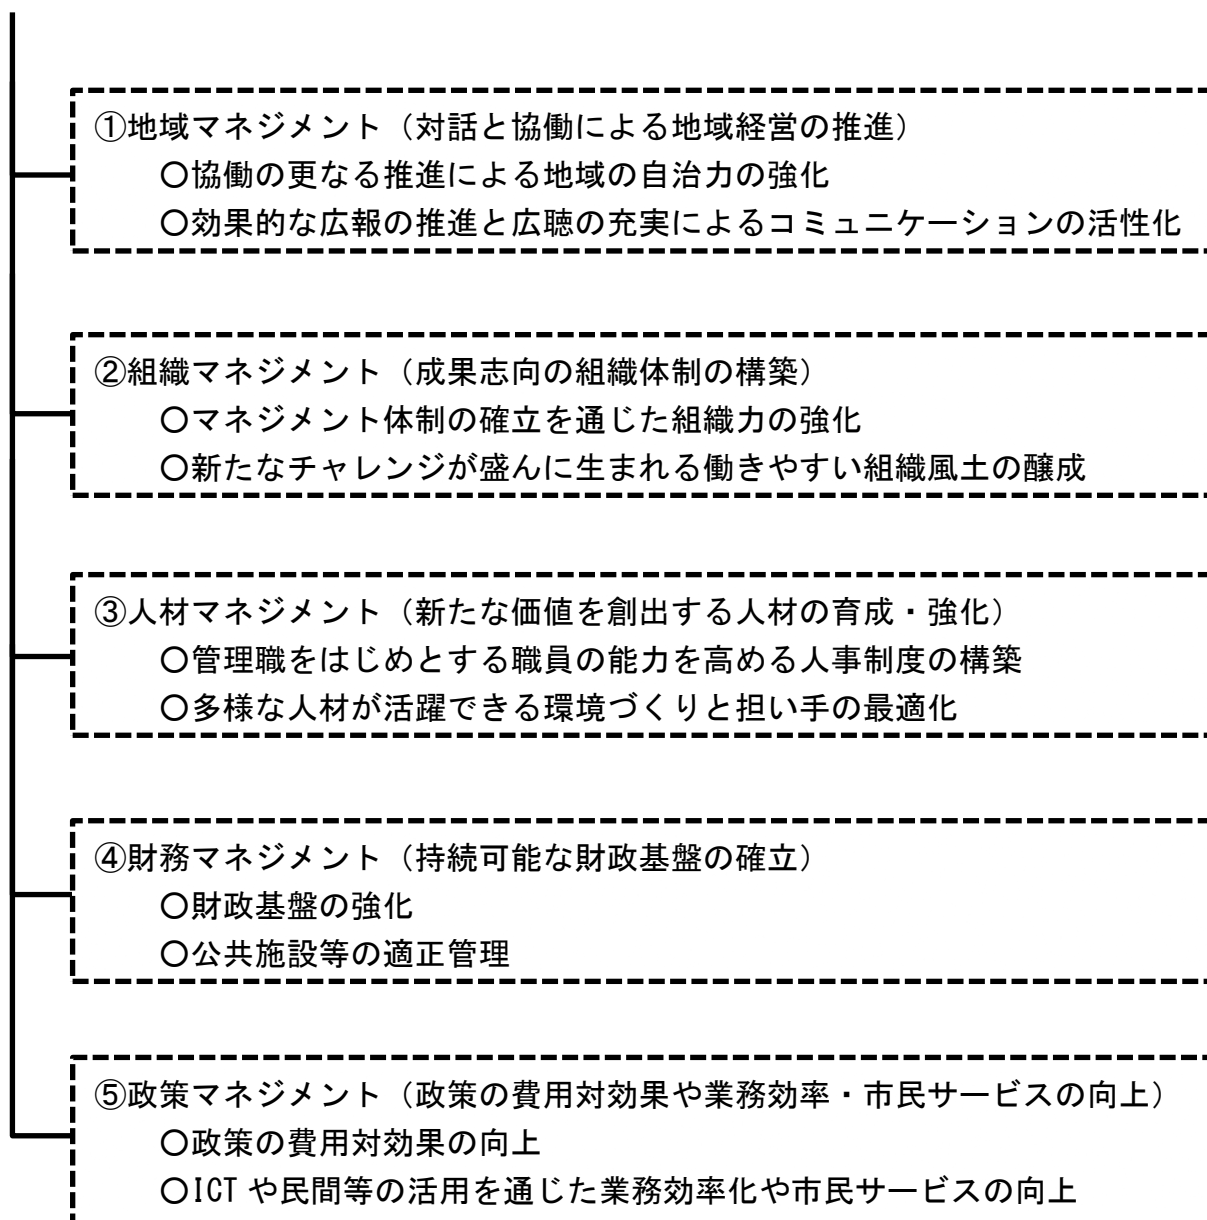 ①地域マネジメント（対話と協働による地域経営の推進）
〇協働の更なる推進による地域の自治力の強化
〇効果的な広報の推進と広聴の充実によるコミュニケーションの活性化
②組織マネジメント（成果志向の組織体制の構築）
〇マネジメント体制の確立を通じた組織力の強化
〇新たなチャレンジが盛んに生まれる働きやすい組織風土の醸成
③人材マネジメント（新たな価値を創出する人材の育成・強化）
〇管理職をはじめとする職員の能力を高める人事制度の構築
〇多様な人材が活躍できる環境づくりと担い手の最適化
④財務マネジメント（持続可能な財政基盤の確立）
〇財政基盤の強化
〇公共施設等の適正管理
⑤政策マネジメント（政策の費用対効果や業務効率・市民サービスの向上）
〇政策の費用対効果の向上
〇ICT や民間等の活用を通じた業務効率化や市民サービスの向上